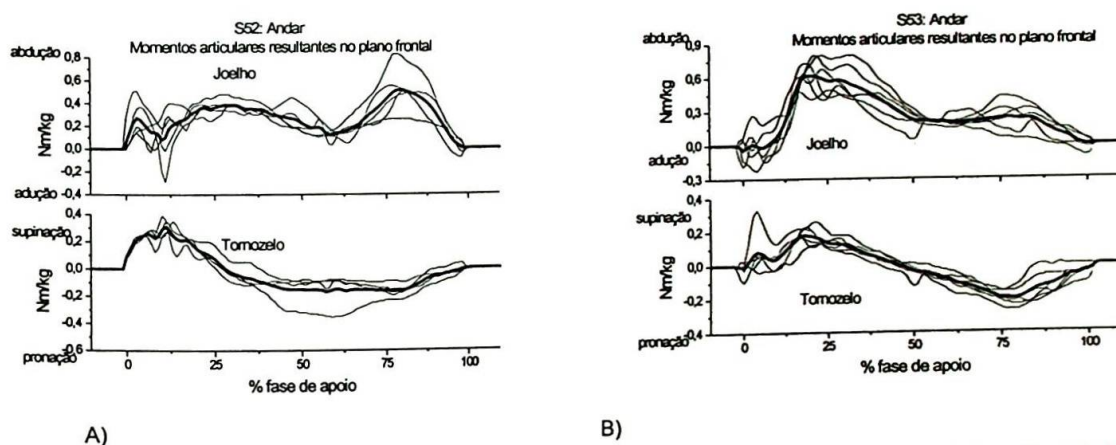 S52: Andar
Momentos articulares resultantes no plano frontal
abdução
0,8
Joelho
0,6
0,4
0,2
0,0
-0,2
adução
-0,4
Nm/kg
supinação
0,4
Tornozelo
0,2
0,0
-0,2
-0,4
pronação
-0,6
Nm/kg
0 25 50 75 100
% fase de apoio
A)
S53: Andar
Momentos articulares resultantes no plano frontal
abdução
0,9
0,6
0,3
Joelho
0,0
adução
-0,3
Nm/kg
0,4
supinação
0,2
0,0
Tornozelo
-0,2
pronação
-0,4
Nm/kg
0 25 50 75 100
% fase de apoio
B)